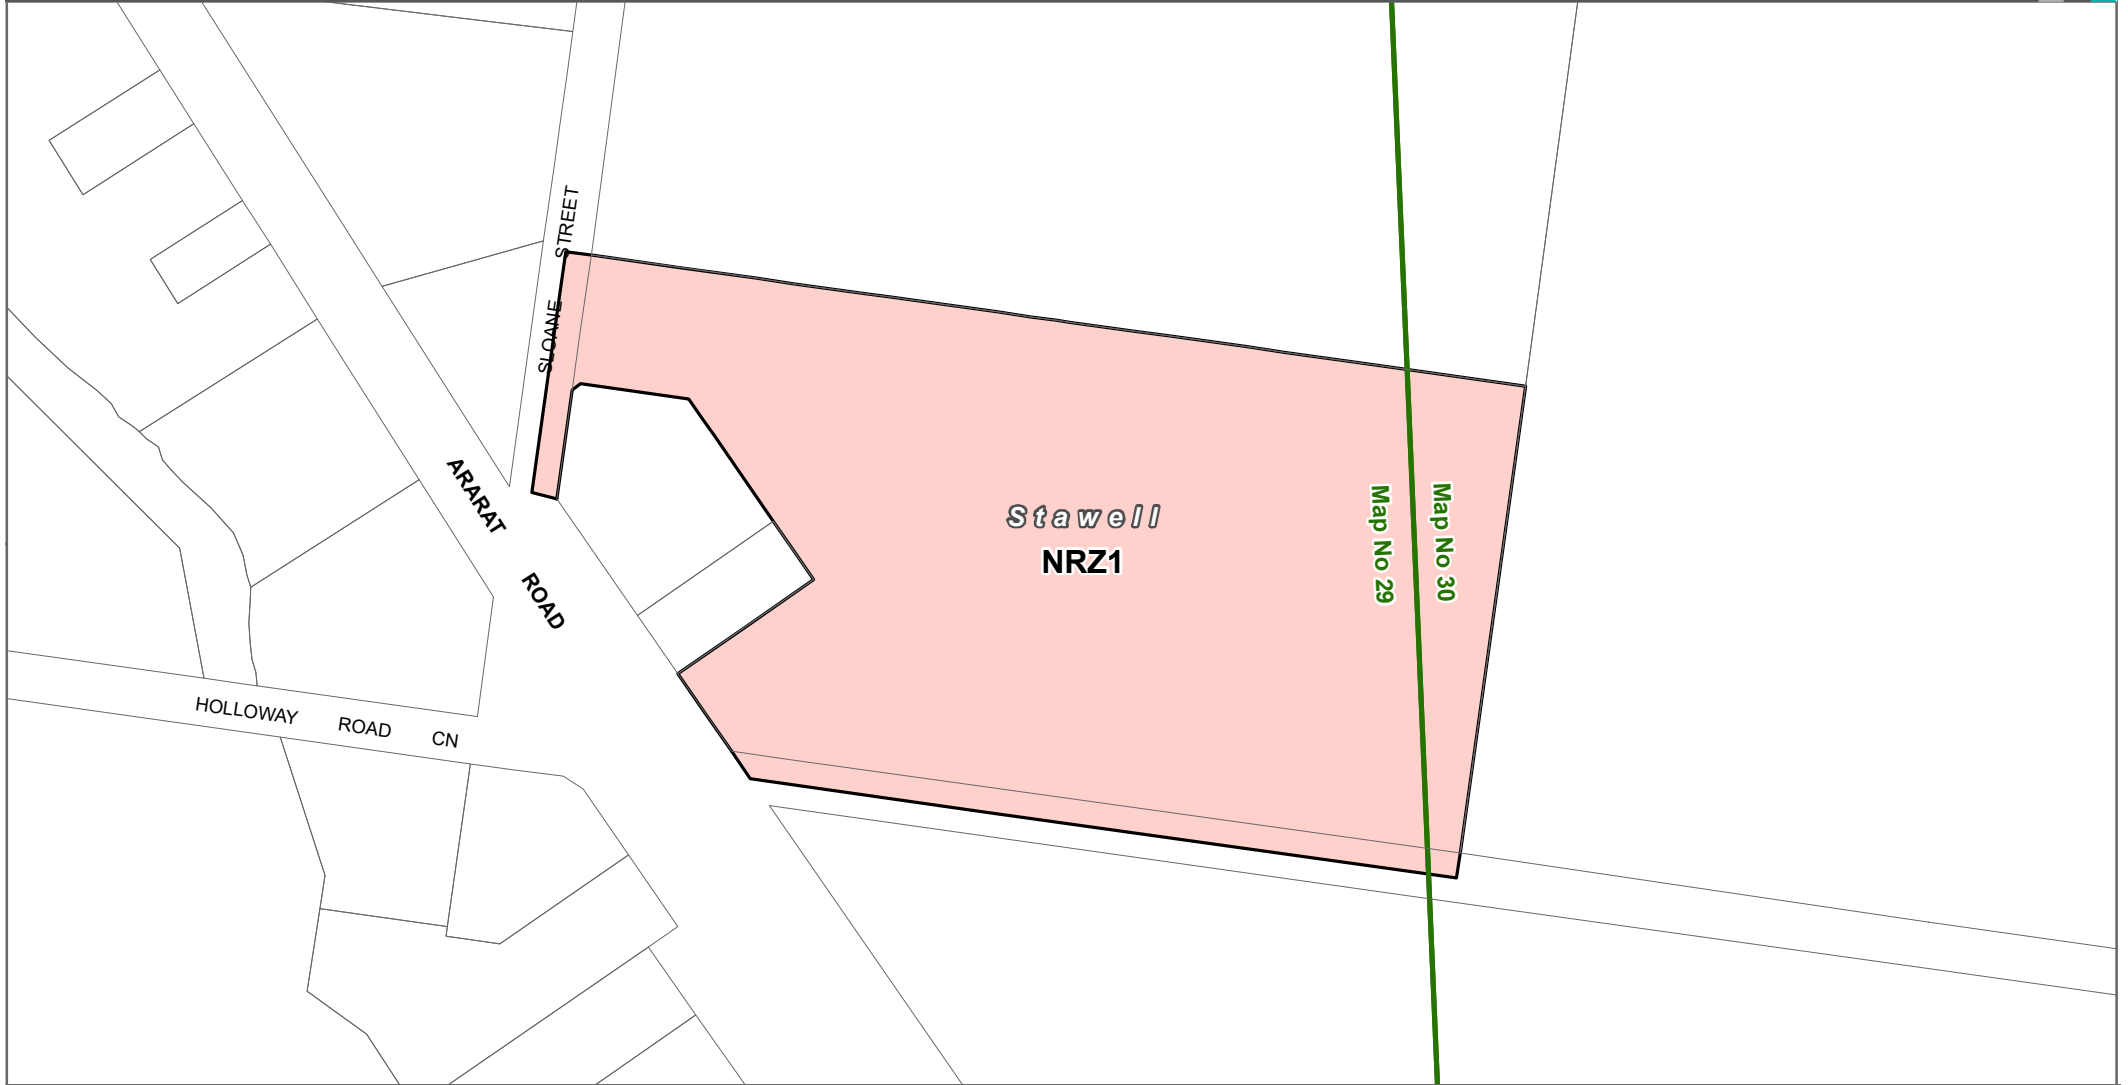 SLOANE STREET
ARARAT ROAD
Stawell
NRZ1
Map No 29
Map No 30
HOLLOWAY ROAD CN